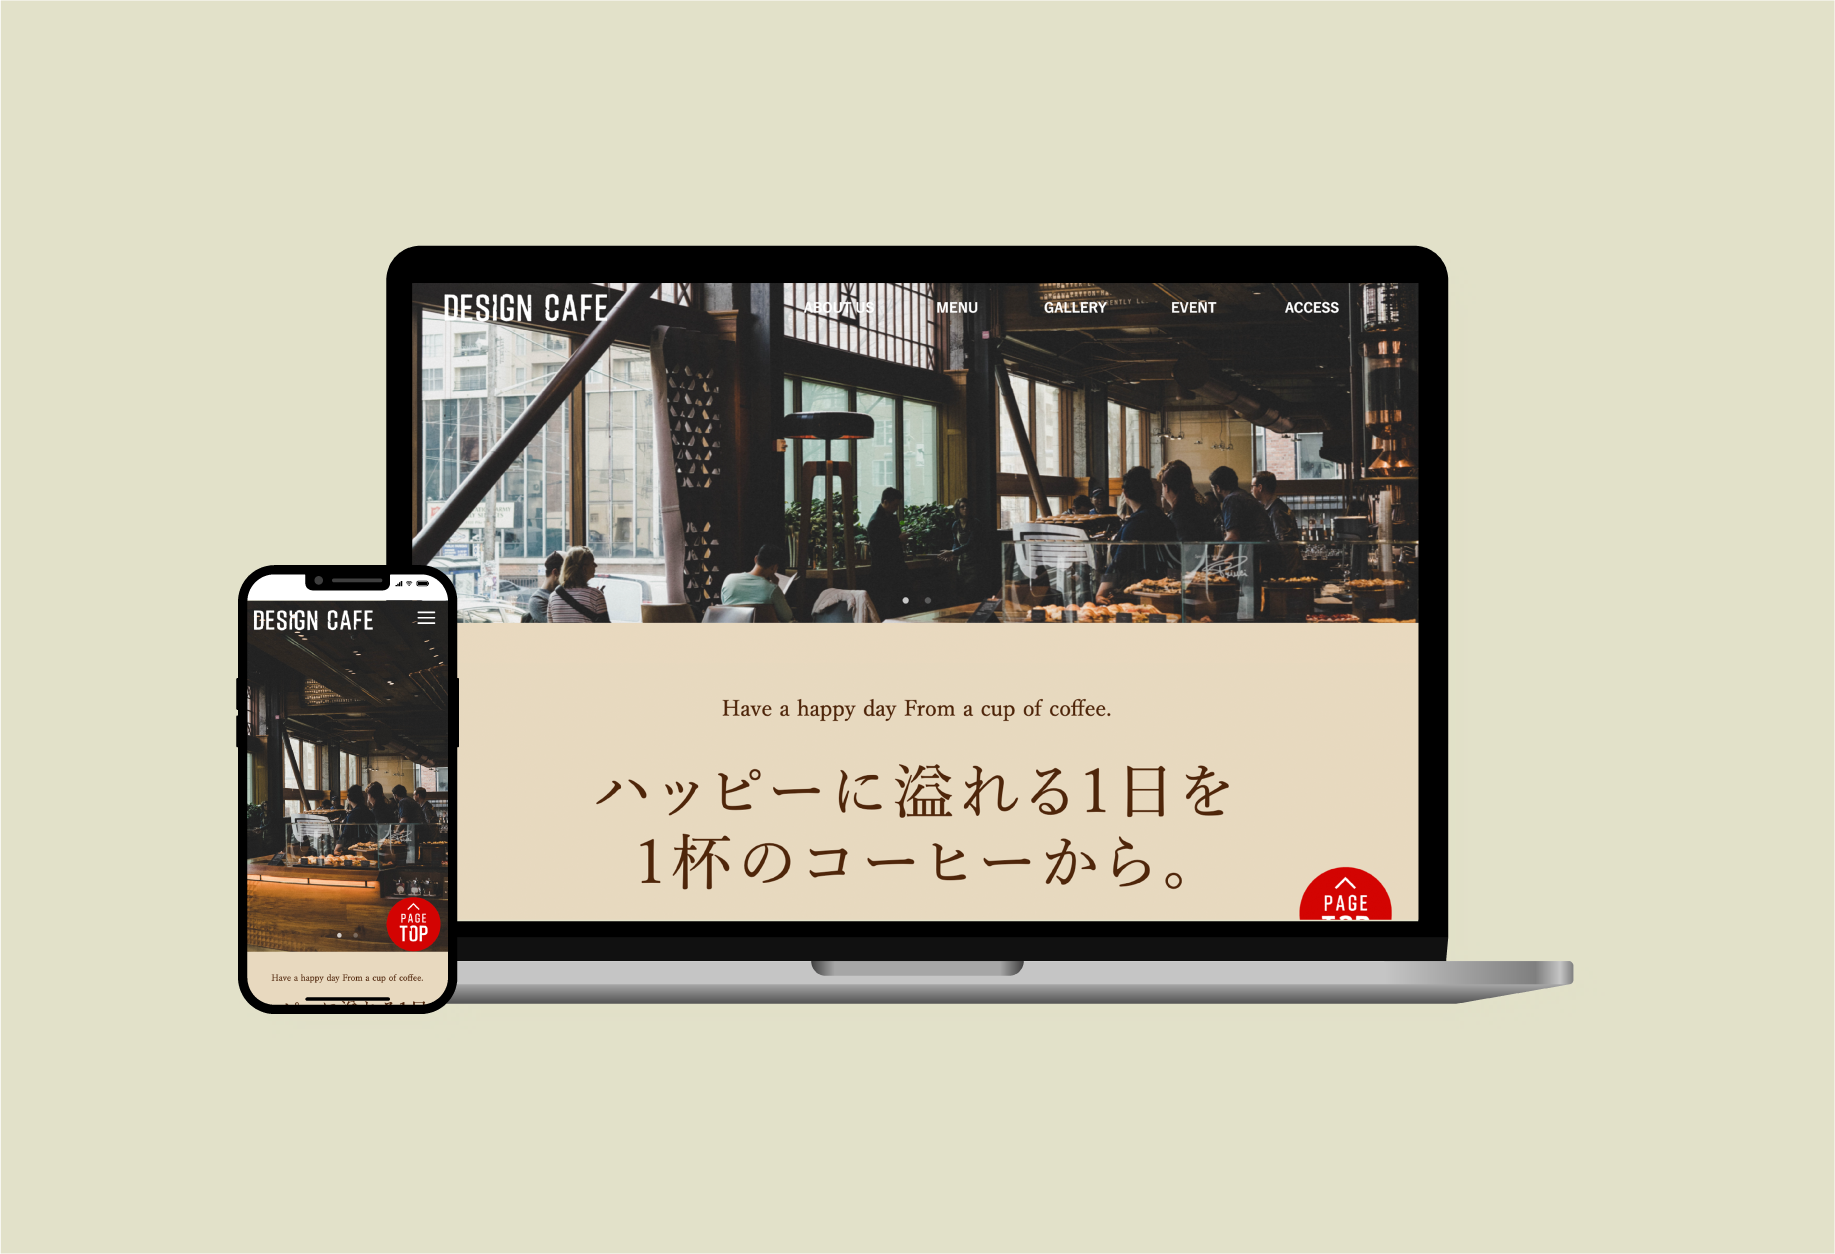 DESIGN CAFE
ABOUT US
MENU
GALLERY
EVENT
ACCESS
Have a happy day From a cup of coffee.
ハッピーに溢れる1日を
1杯のコーヒーから。
PAGE
TOP
DESIGN CAFE
PAGE
TOP
Have a happy day From a cup of coffee.